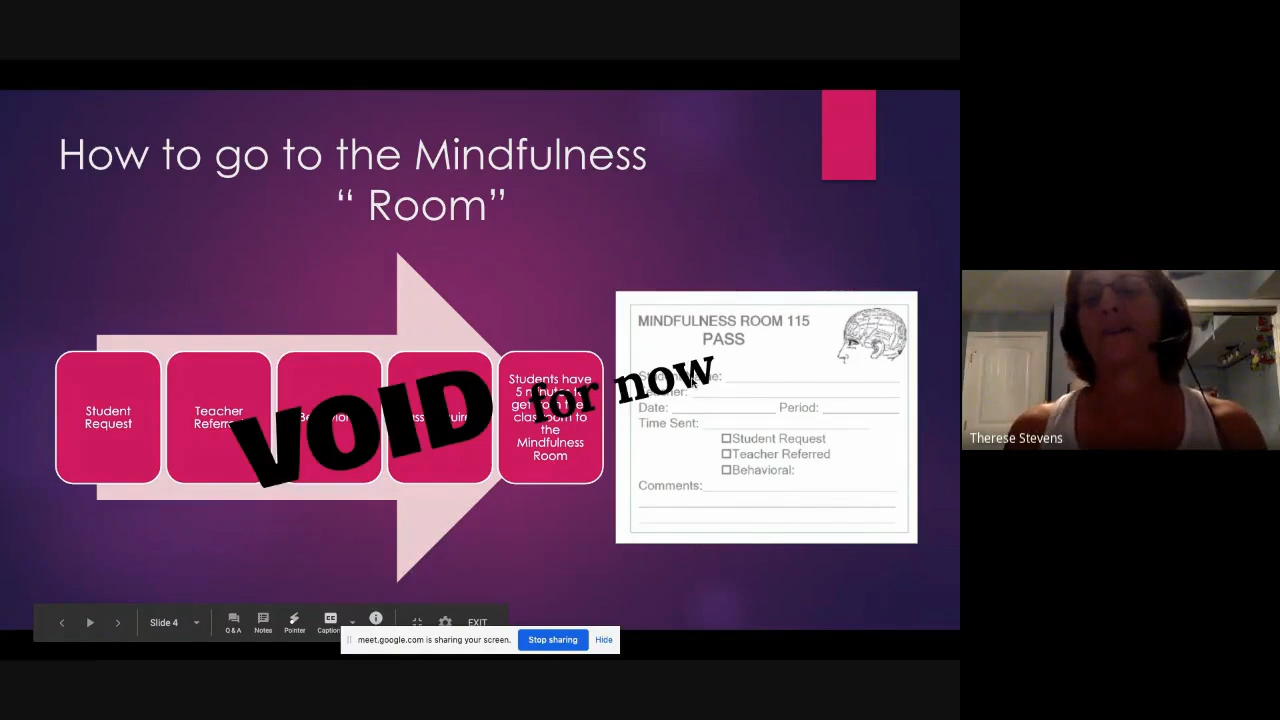 How to go to the Mindfulness
“ Room”
Student
Request
Teacher
VOID for now
Students have
5
the
Mindfulness
Room
MINDFULNESS ROOM 115
PASS
Date: Period:
Time Sent:
☐Student Request
☐Teacher Referred
☐Behavioral:
Comments:
Therese Stevens
Slide 4
Q & A
Notes
Pointer
EXIT
meet.google.com is sharing your screen.
Stop sharing
Hide